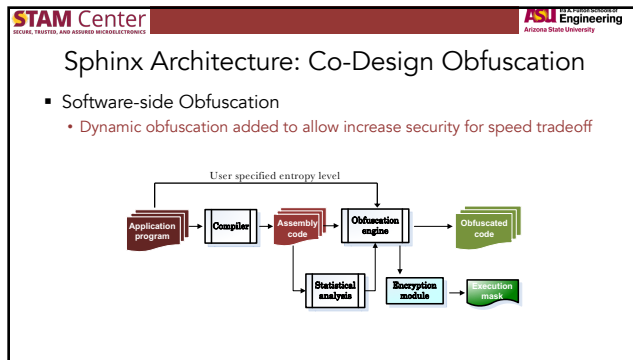 STAM Center
SECURE, TRUSTED, AND ASSURED MICROELECTRONICS
ASU Ira A. Fulton Schools of
Engineering
Arizona State University
Sphinx Architecture: Co-Design Obfuscation
▪ Software-side Obfuscation
• Dynamic obfuscation added to allow increase security for speed tradeoff
User specified entropy level
Application
program
Compiler
Assembly
code
Obfuscation
engine
Obfuscated
code
Statistical
analysis
Encryption
module
Execution
mask